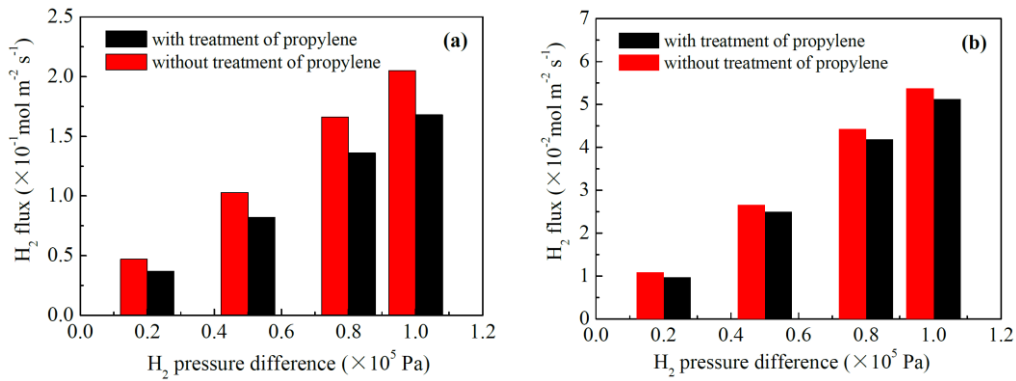 2.5
2.0
1.5
1.0
0.5
0.0
H₂ flux (×10⁻¹mol m⁻² s⁻¹)
with treatment of propylene
without treatment of propylene
(a)
0.0 0.2 0.4 0.6 0.8 1.0 1.2
H₂ pressure difference (×10⁵ Pa)
7
6
5
4
3
2
1
0
H₂ flux (×10⁻²mol m⁻² s⁻¹)
with treatment of propylene
without treatment of propylene
(b)
0.0 0.2 0.4 0.6 0.8 1.0 1.2
H₂ pressure difference (×10⁵ Pa)